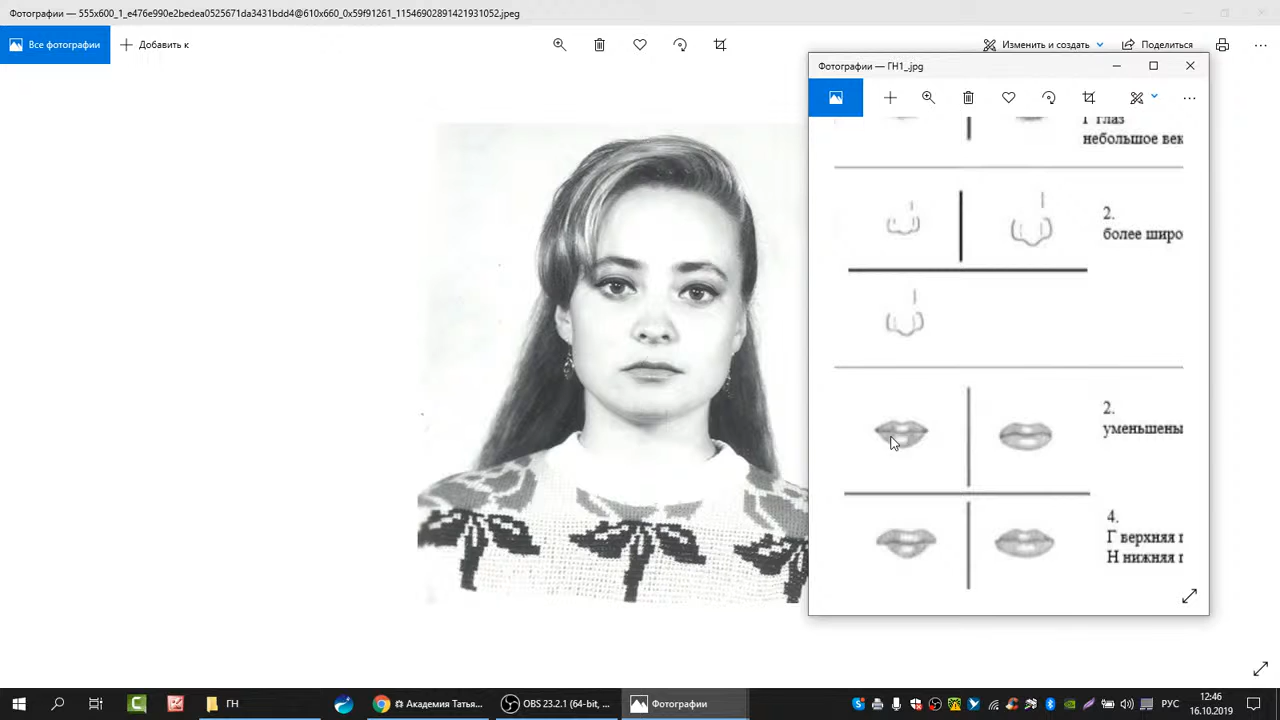 Фотографии — 555x600_1_e476e990e2bedea0525671da3431bdd4@610x660_0x59f91261_11546902891421931052.jpeg
Все фотографии
Добавить к
Изменить и создать
Поделиться
Фотографии — ГН1_.jpg
Г глаз
небольшое век
2.
более широ
2.
уменьшены
4.
Г верхняя г
Н нижняя г
ГН
Академия Татья...
OBS 23.2.1 (64-bit, ...
Фотографии
РУС
12:46
16.10.2019